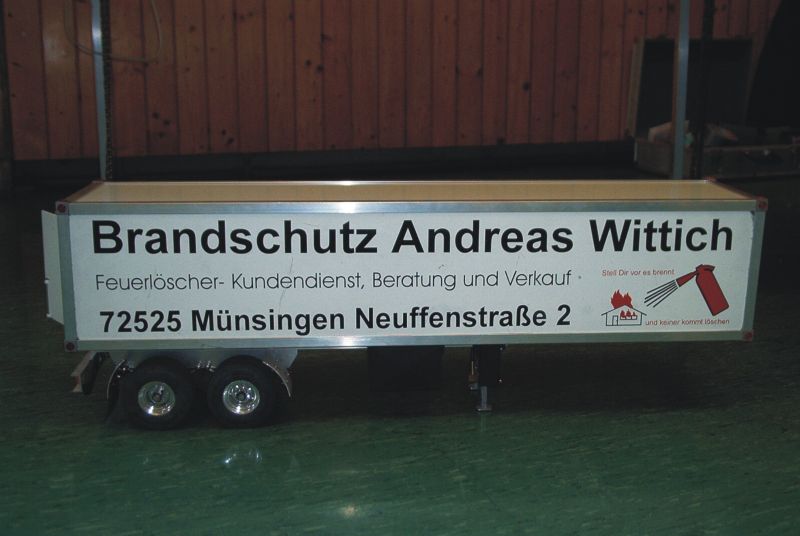 Brandschutz Andreas Wittich
Feuerlöscher- Kundendienst, Beratung und Verkauf
72525 Münsingen Neuffenstraße 2
Stell Dir vor es brennt
und keiner kommt löschen